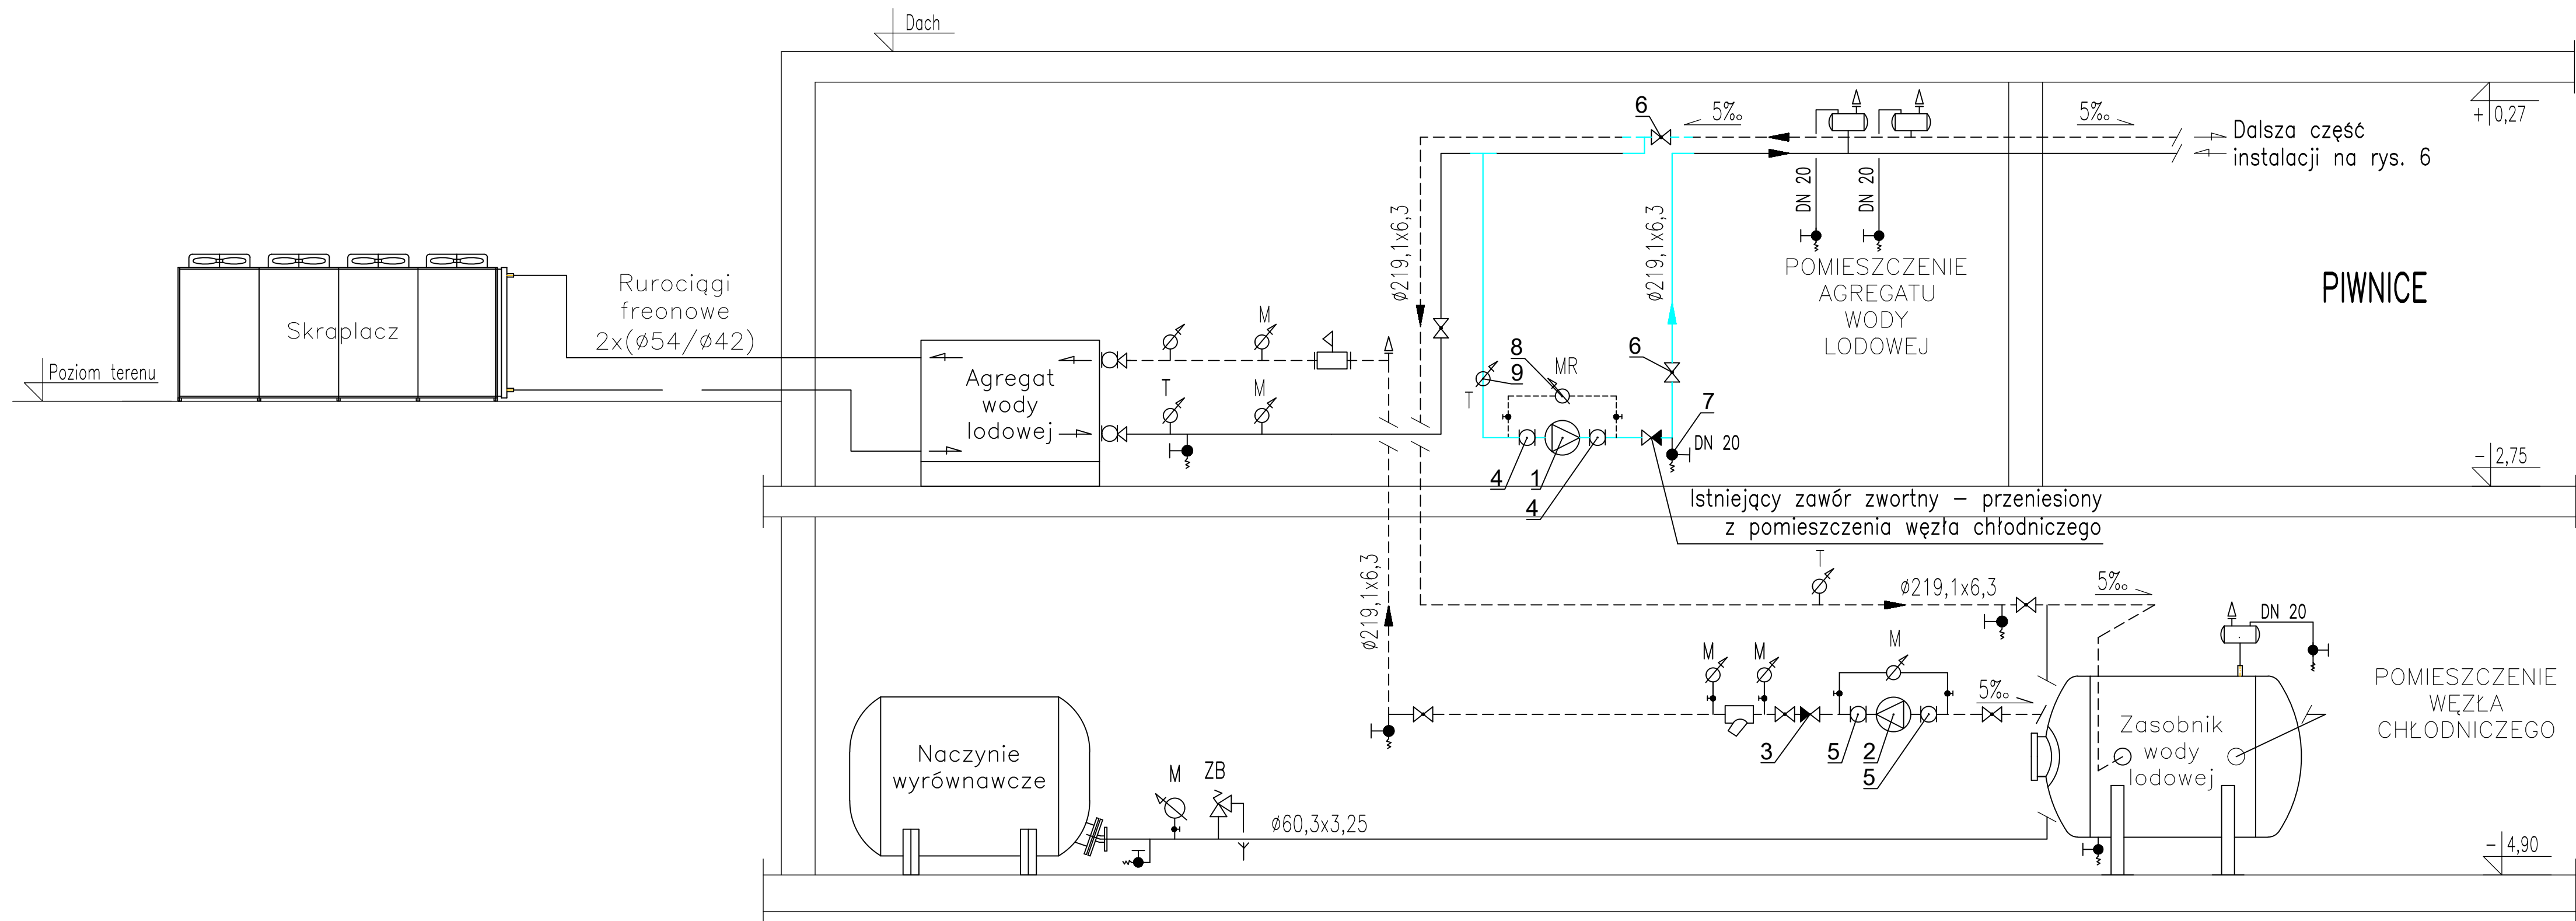 Dach
+ 0,27
6
5‰
5‰
Dalsza część
instalacji na rys. 6
DN 20
DN 20
ø219,1x6,3
ø219,1x6,3
POMIESZCZENIE
AGREGATU
WODY
LODOWEJ
PIWNICE
Rurociągi
freonowe
2x(ø54/ø42)
Skraplacz
Poziom terenu
M
T
M
Agregat
wody
lodowej
8
9
MR
T
6
7
DN 20
4
1
4
- 2,75
Istniejący zawór zwortny – przeniesiony
z pomieszczenia węzła chłodniczego
ø219,1x6,3
T
ø219,1x6,3
5‰
DN 20
M
M
M
5‰
3
5
2
5
POMIESZCZENIE
WĘZŁA
CHŁODNICZEGO
Zasobnik
wody
lodowej
Naczynie
wyrównawcze
M
ZB
ø60,3x3,25
- 4,90